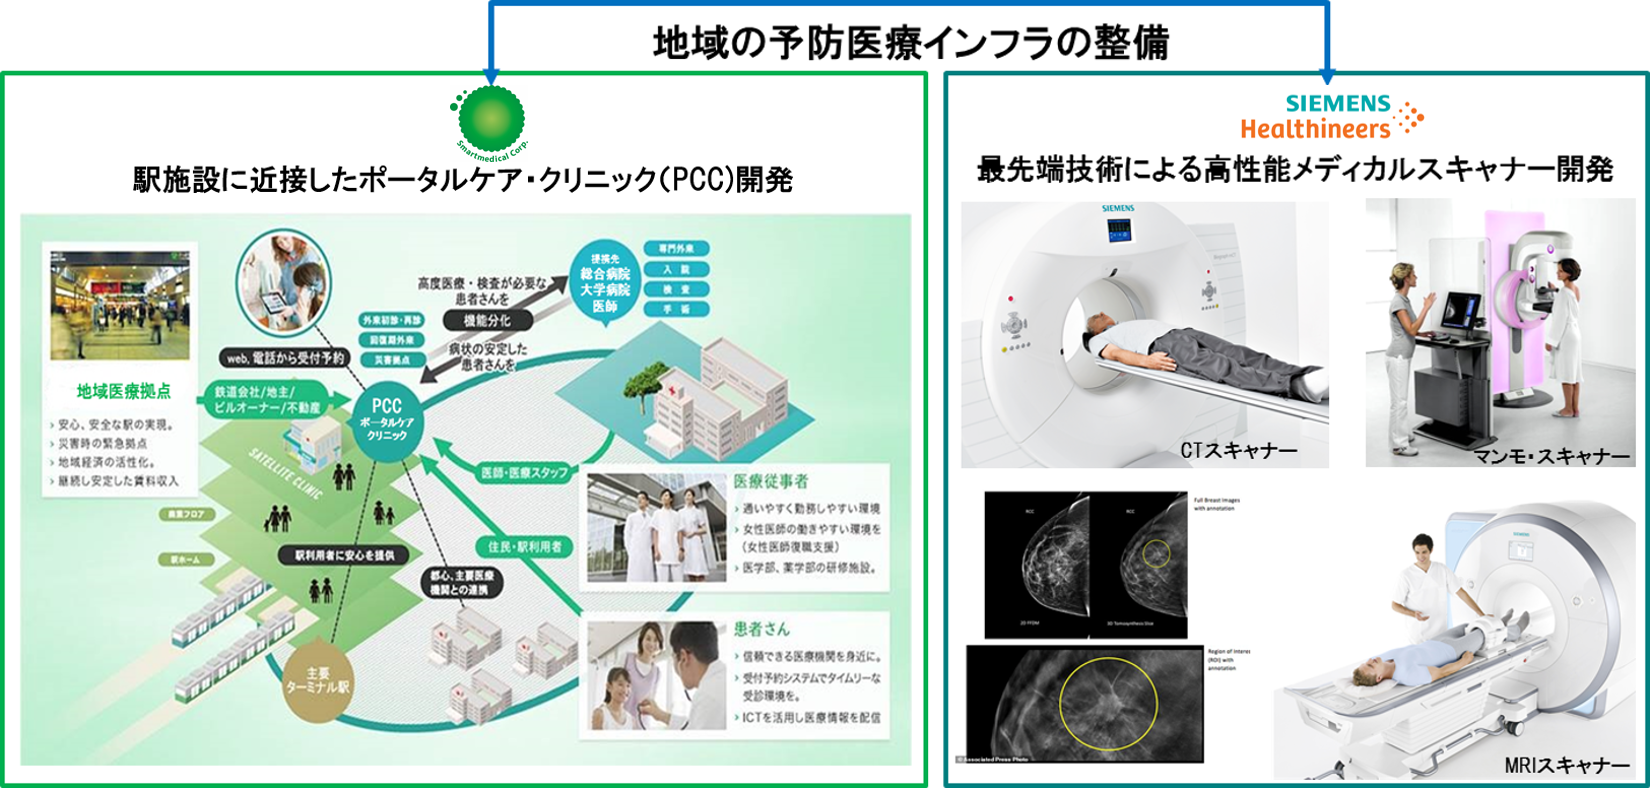 地域の予防医療インフラの整備
Smartmedical Corp.
駅施設に近接したポータルケア・クリニック(PCC)開発
地域医療拠点
› 安心、安全な駅の実現。
› 災害時の緊急拠点
› 地域経済の活性化。
› 継続し安定した賃料収入
web、電話から受付予約
鉄道会社/地主/
ビルオーナー/不動産
外来初診・再診
回復期外来
災害拠点
PCC
ポータルケア
クリニック
高度医療・検査が必要な
患者さんを
機能分化
病状の安定した
患者さんを
提携先
総合病院
大学病院
医師
専門外来
入院
検査
手術
SATELLITE CLINIC
駅ホーム
駅利用者に安心を提供
医師・医療スタッフ
住民・駅利用者
都心、主要医療
機関との連携
主要
ターミナル駅
医療従事者
› 通いやすく勤務しやすい環境
› 女性医師の働きやすい環境を
(女性医師復職支援)
› 医学部、薬学部の研修施設。
患者さん
› 信頼できる医療機関を身近に。
› 受付予約システムでタイムリーな
受診環境を。
› ICTを活用し医療情報を配信
SIEMENS
Healthineers
最先端技術による高性能メディカルスキャナー開発
SIEMENS
CTスキャナー
マンモ・スキャナー
RCC
RCC
2D FFDM
3D Tomosynthesis Slice
Full Breast Images
with annotation
Region of Interest
(ROI) with
annotation
© Associated Press Photo
SIEMENS
MRIスキャナー